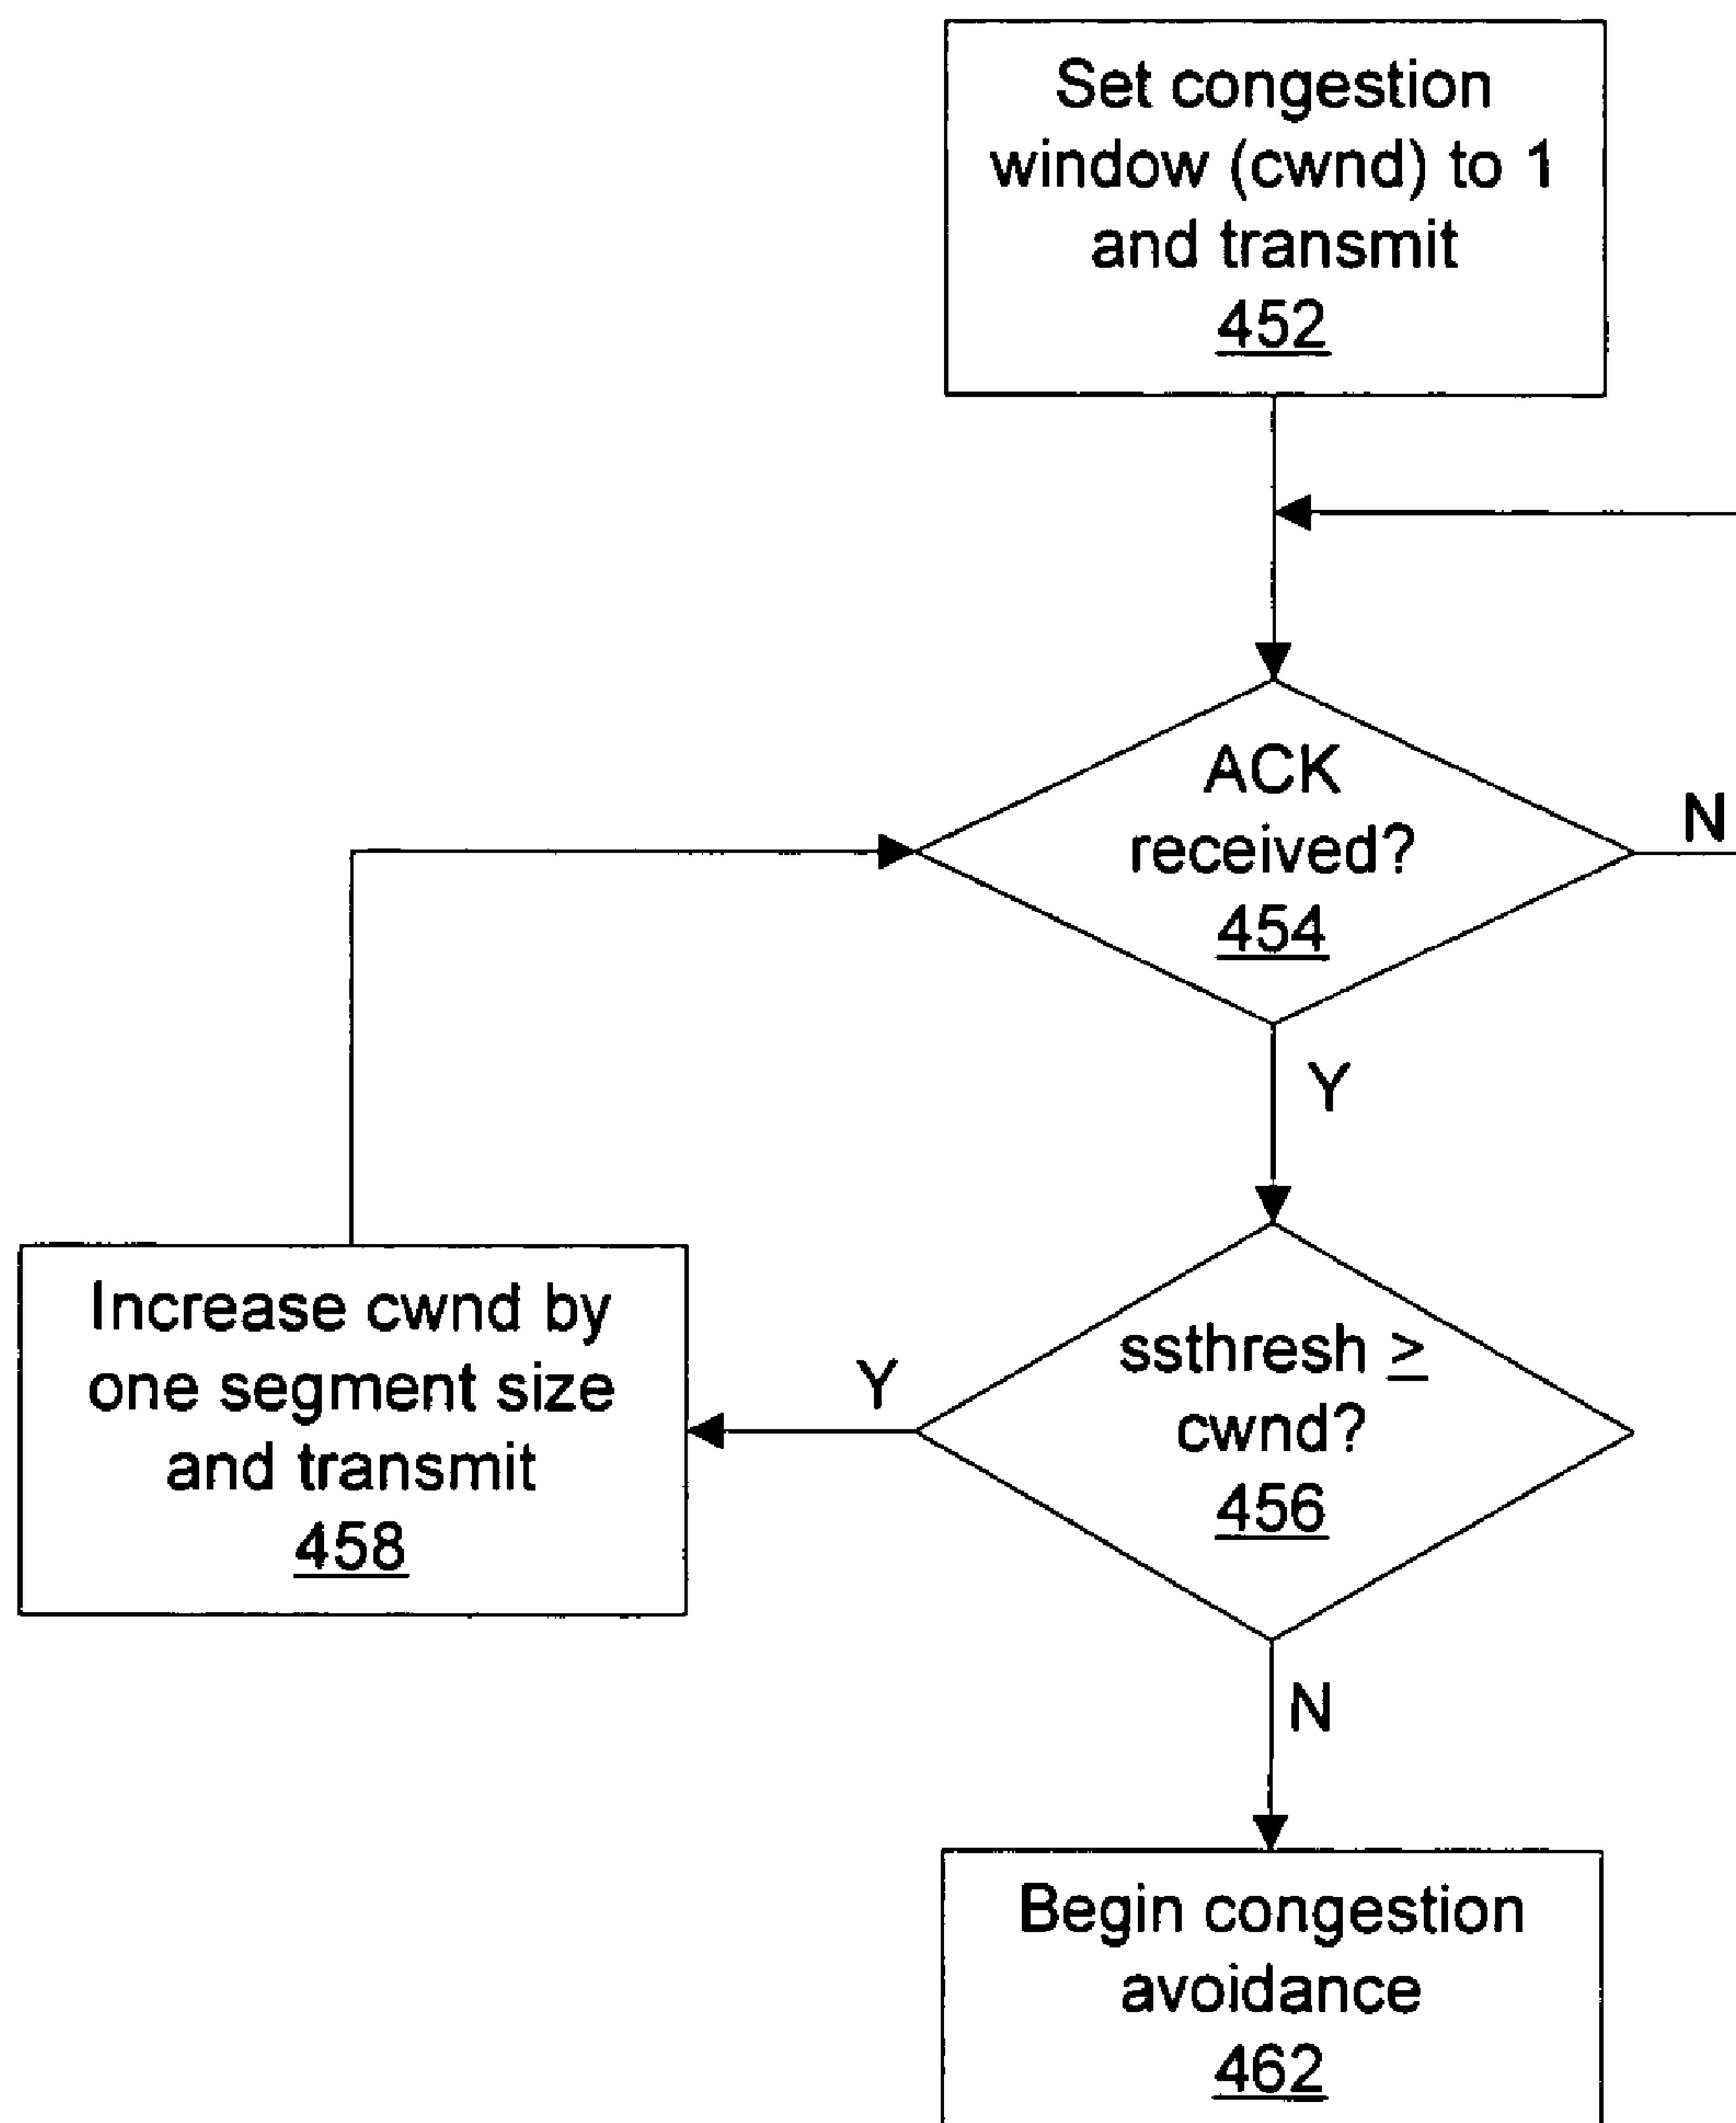 Set congestion
window (cwnd) to 1
and transmit
452
ACK
received?
454
N
Y
Increase cwnd by
one segment size
and transmit
458
Y
ssthresh ≥
cwnd?
456
N
Begin congestion
avoidance
462